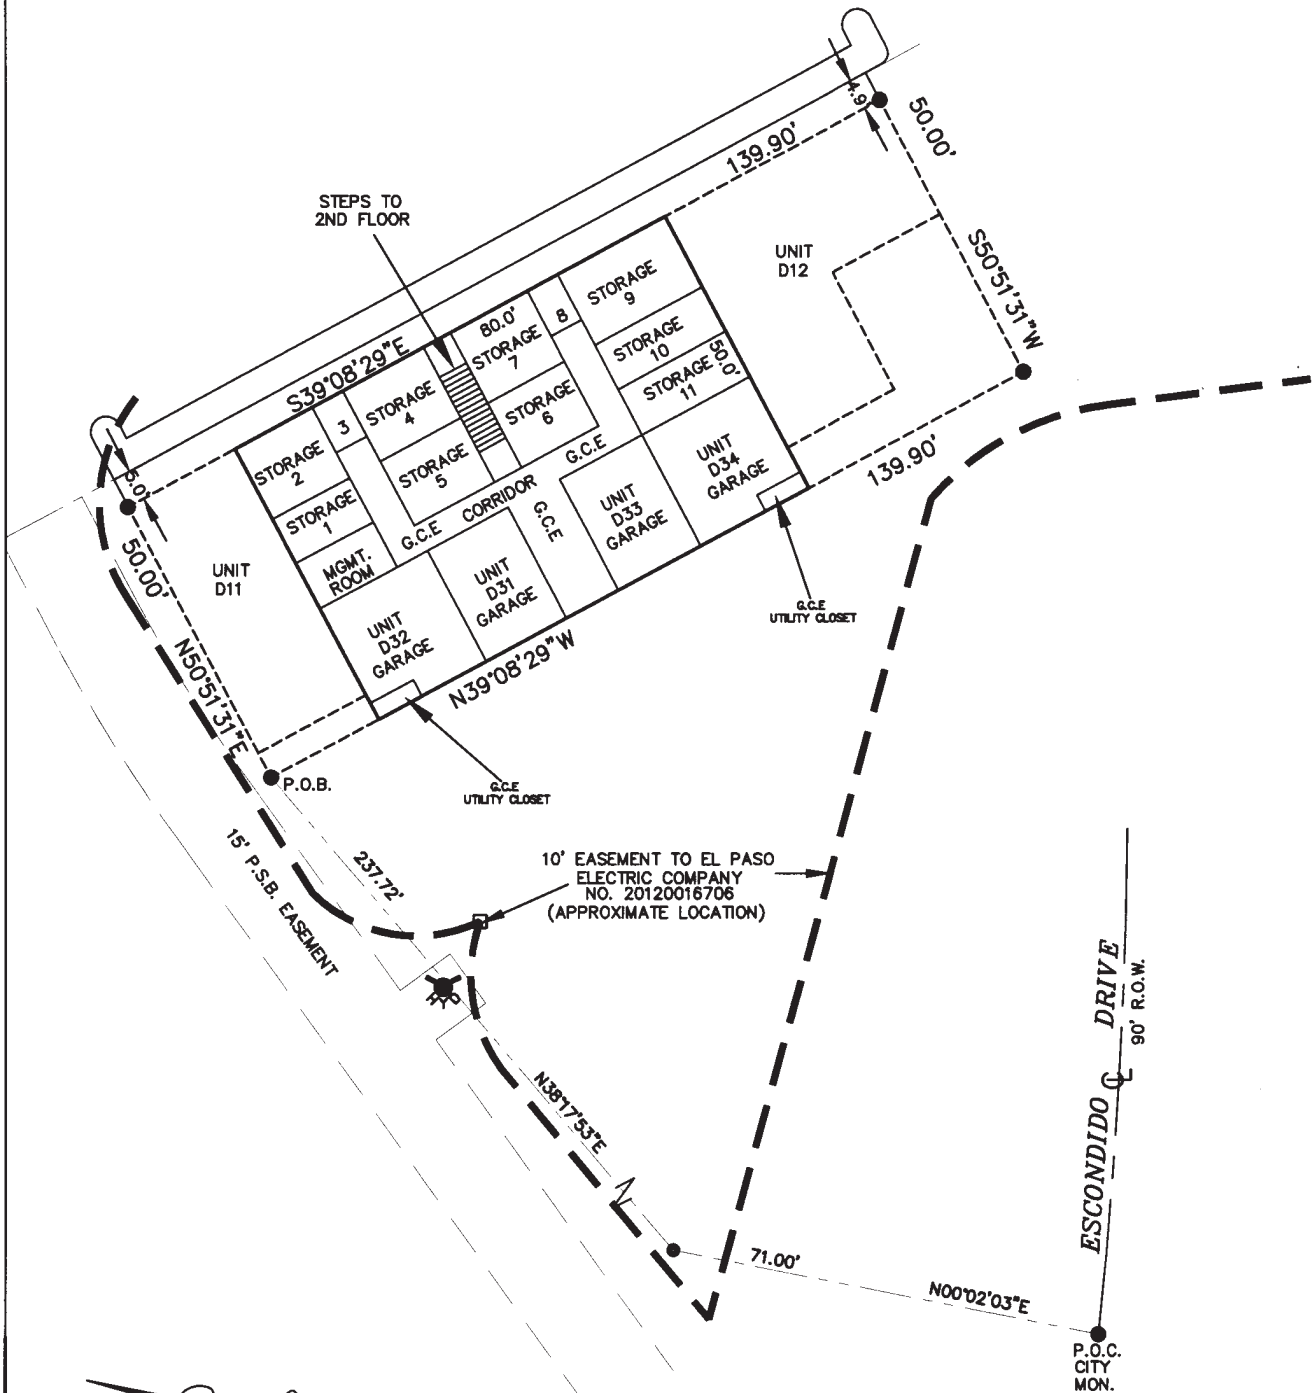 4.9'
50.00'
139.90'
STEPS TO
2ND FLOOR
S50°51'31"W
UNIT
D12
STORAGE
9
8
80.0'
STORAGE
7
STORAGE
10
50.0'
STORAGE
11
S39°08'29"E
STORAGE
4
3
STORAGE
6
STORAGE
2
STORAGE
5
STORAGE
1
G.C.E
CORRIDOR
G.C.E
G.C.E
MGMT.
ROOM
UNIT
D34
GARAGE
UNIT
D33
GARAGE
UNIT
D31
GARAGE
UNIT
D32
GARAGE
139.90'
5.0'
50.00'
UNIT
D11
N50°51'31"E
N39°08'29"W
G.C.E
UTILITY CLOSET
G.C.E
UTILITY CLOSET
P.O.B.
237.72'
15' P.S.B. EASEMENT
10' EASEMENT TO EL PASO
ELECTRIC COMPANY
NO. 20120016706
(APPROXIMATE LOCATION)
HYD
N38°17'53"E
ESCONDIDO DRIVE
90' R.O.W.
71.00'
N00°02'03"E
P.O.C.
CITY
MON.